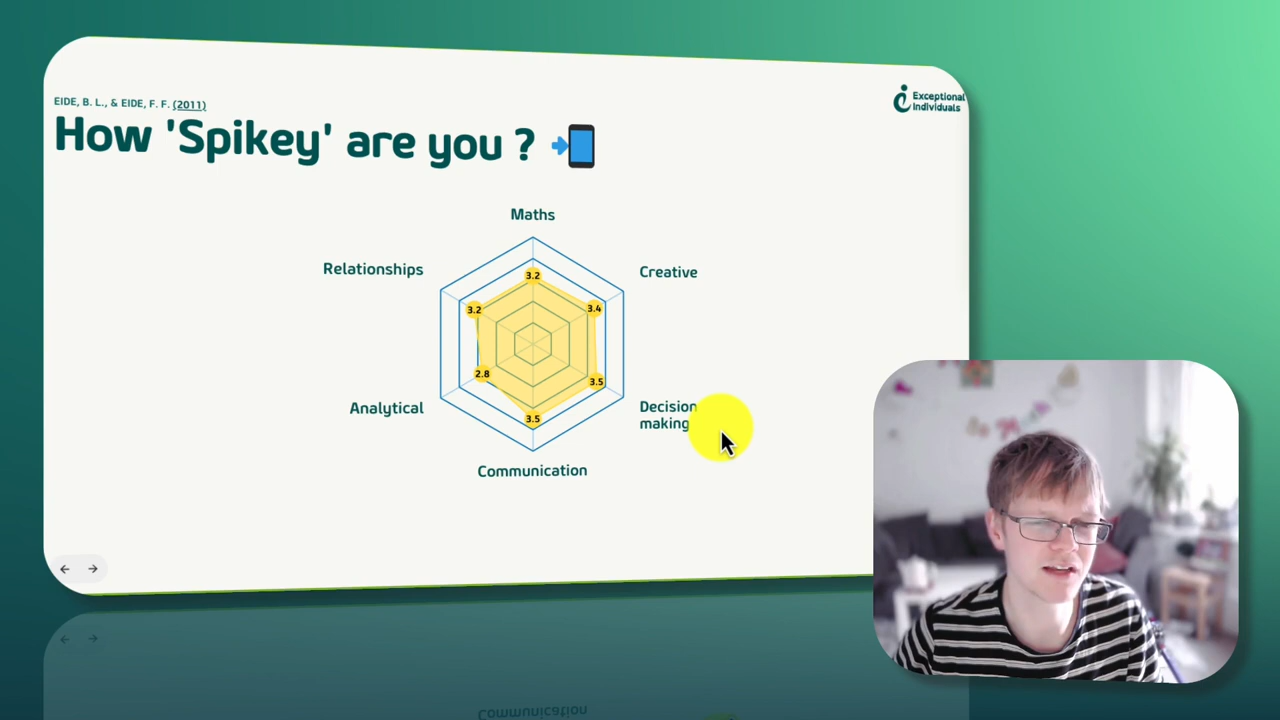 EIDE, B. L., & EIDE, F. F. (2011)
How 'Spikey' are you ?
Exceptional
Individuals
Maths
Relationships
Creative
3.2
3.2
3.4
2.8
3.5
3.5
Analytical
Decision
making
Communication
Communication